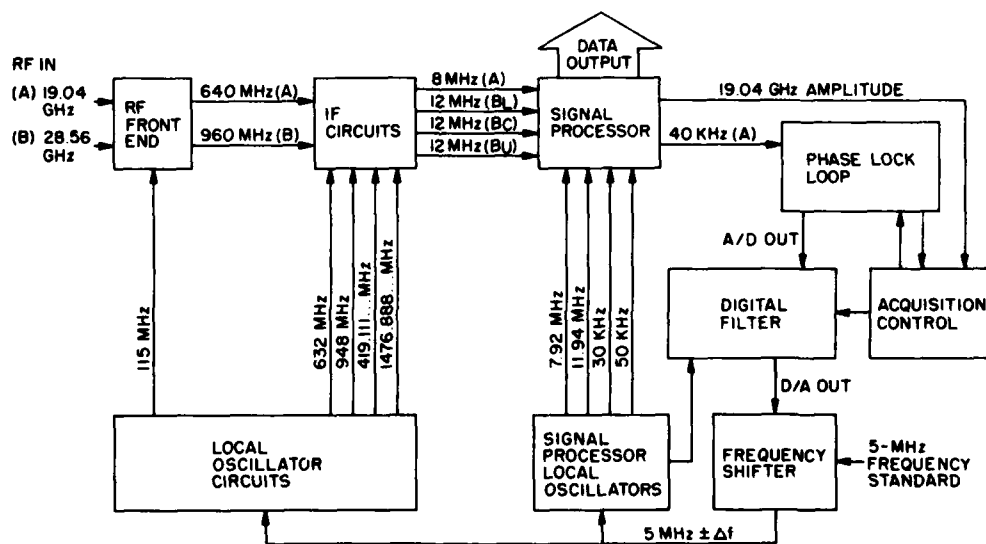 DATA
OUTPUT
RF IN
(A) 19.04
GHz
(B) 28.56
GHz
RF
FRONT
END
640 MHz (A)
960 MHz (B)
IF
CIRCUITS
8 MHz (A)
12 MHz (BL)
12 MHz (BC)
12 MHz (BU)
SIGNAL
PROCESSOR
19.04 GHz AMPLITUDE
40 KHz (A)
PHASE LOCK
LOOP
A/D OUT
115 MHz
632 MHz
948 MHz
419.111... MHz
1476.888... MHz
7.92 MHz
11.94 MHz
30 KHz
50 KHz
DIGITAL
FILTER
ACQUISITION
CONTROL
D/A OUT
LOCAL
OSCILLATOR
CIRCUITS
SIGNAL
PROCESSOR
LOCAL
OSCILLATORS
FREQUENCY
SHIFTER
5-MHz
FREQUENCY
STANDARD
5 MHz ± Δf